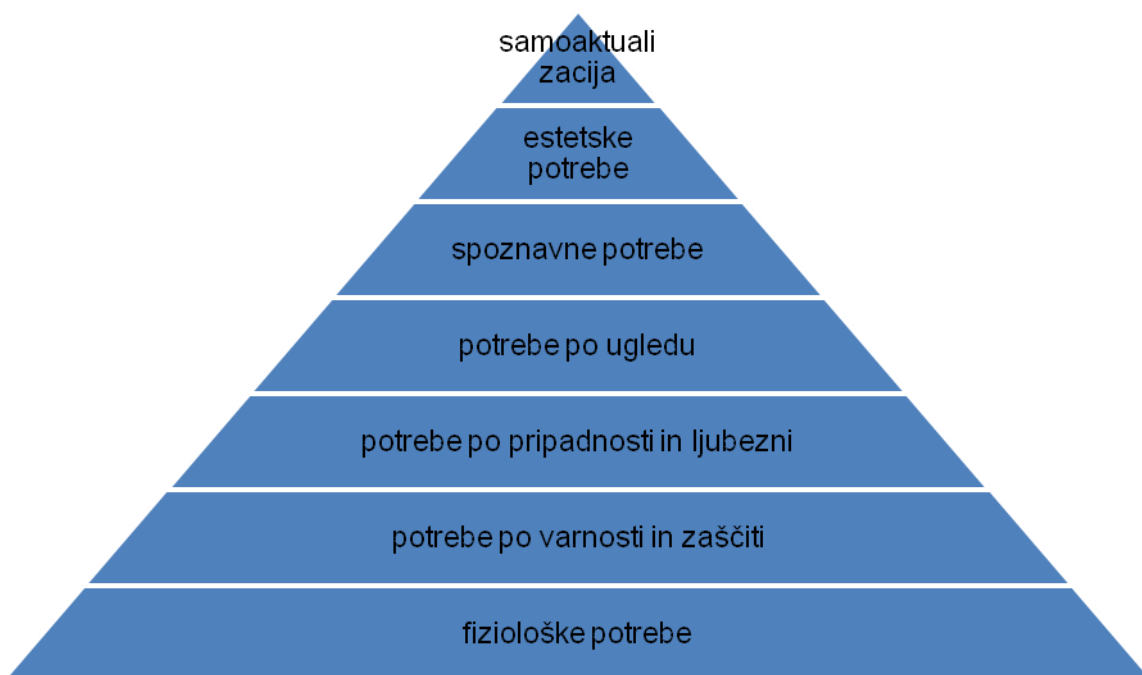 samoaktuali
zacija
estetske
potrebe
spoznavne potrebe
potrebe po ugledu
potrebe po pripadnosti in ljubezni
potrebe po varnosti in zaščiti
fiziološke potrebe